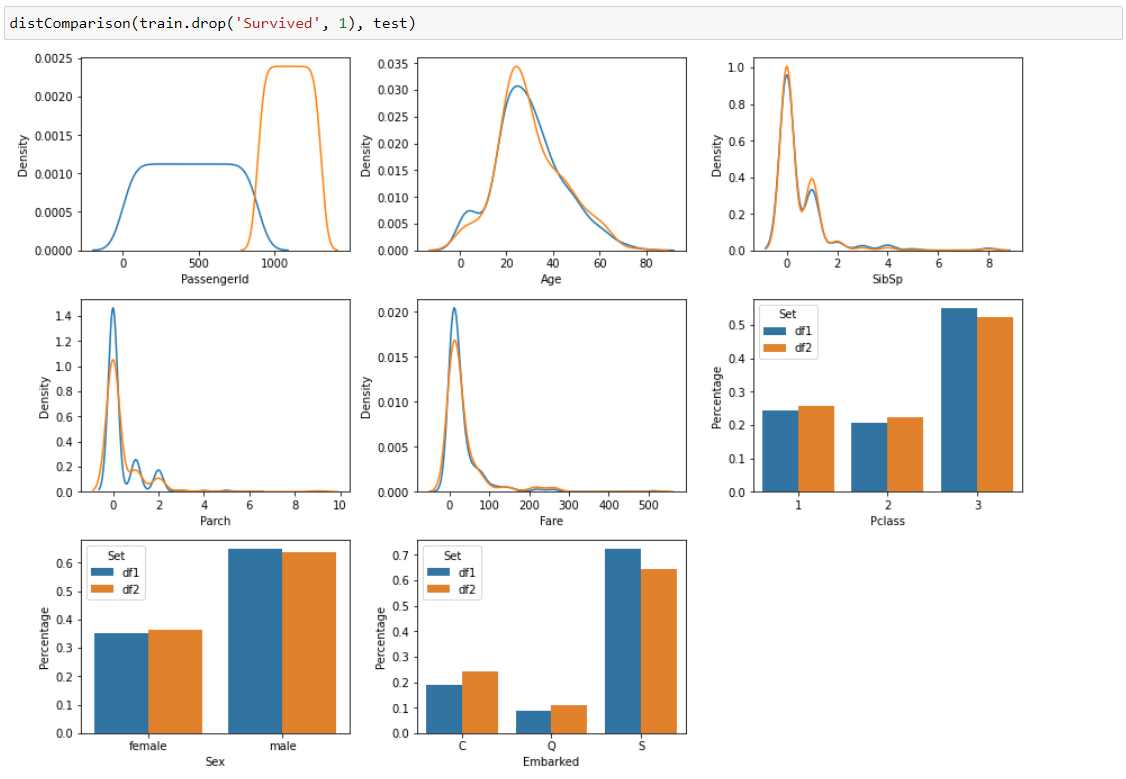 distComparison(train.drop('Survived', 1), test)
0.0025
0.0020
0.0015
0.0010
0.0005
0.0000
Density
0 500 1000
PassengerId
0.035
0.030
0.025
0.020
0.015
0.010
0.005
0.000
Density
0 20 40 60 80
Age
1.0
0.8
0.6
0.4
0.2
0.0
Density
0 2 4 6 8
SibSp
1.4
1.2
1.0
0.8
0.6
0.4
0.2
0.0
Density
0 2 4 6 8 10
Parch
0.020
0.015
0.010
0.005
0.000
Density
0 100 200 300 400 500
Fare
0.5
0.4
0.3
0.2
0.1
0.0
Percentage
Set
df1
df2
1 2 3
Pclass
0.6
0.5
0.4
0.3
0.2
0.1
0.0
Percentage
Set
df1
df2
female male
Sex
0.7
0.6
0.5
0.4
0.3
0.2
0.1
0.0
Percentage
Set
df1
df2
C Q S
Embarked